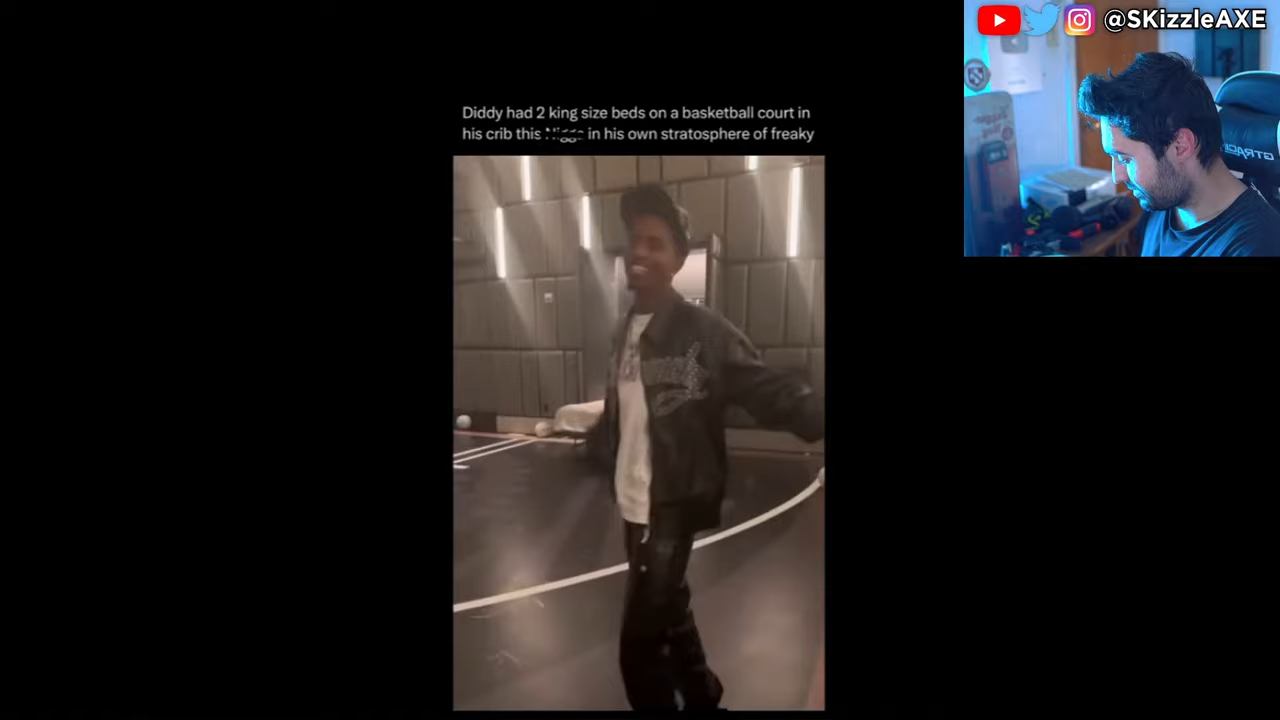 @SKizzleAXE
Diddy had 2 king size beds on a basketball court in
his crib this in his own stratosphere of freaky
GTRACING